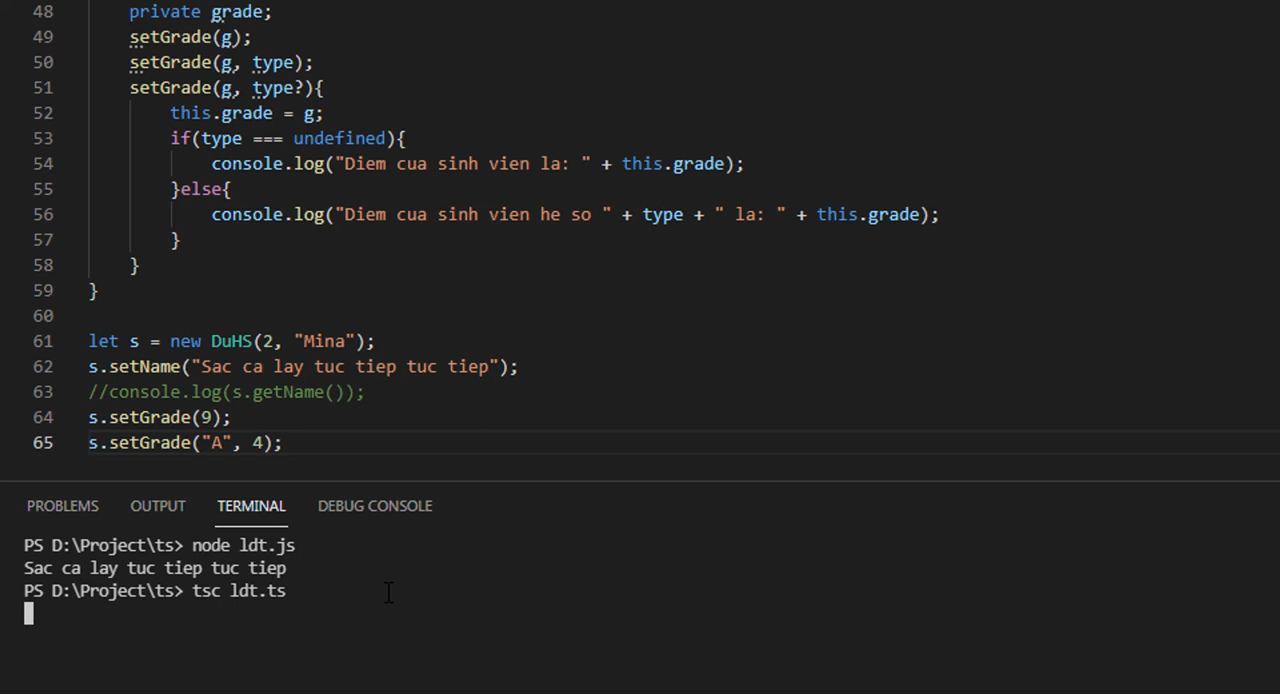 48 private grade;
49 setGrade(g);
50 setGrade(g, type);
51 setGrade(g, type?){
52 this.grade = g;
53 if(type === undefined){
54 console.log("Diem cua sinh vien la: " + this.grade);
55 }else{
56 console.log("Diem cua sinh vien he so " + type + " la: " + this.grade);
57 }
58 }
59 }
60
61 let s = new DuHS(2, "Mina");
62 s.setName("Sac ca lay tuc tiep tuc tiep");
63 //console.log(s.getName());
64 s.setGrade(9);
65 s.setGrade("A", 4);
PROBLEMS OUTPUT TERMINAL DEBUG CONSOLE
PS D:\Project\ts> node ldt.js
Sac ca lay tuc tiep tuc tiep
PS D:\Project\ts> tsc ldt.ts